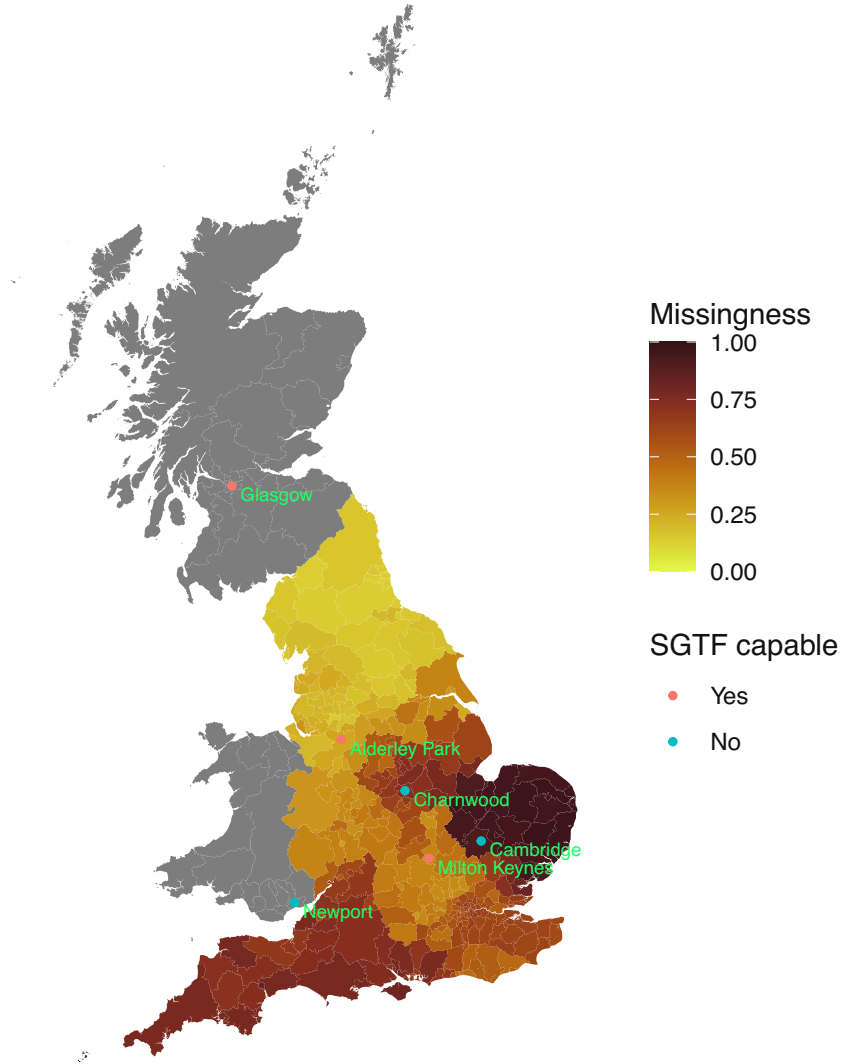 Missingness
1.00
0.75
0.50
0.25
0.00
SGTF capable
Yes
No
Glasgow
Alderley Park
Charnwood
Cambridge
Milton Keynes
Newport